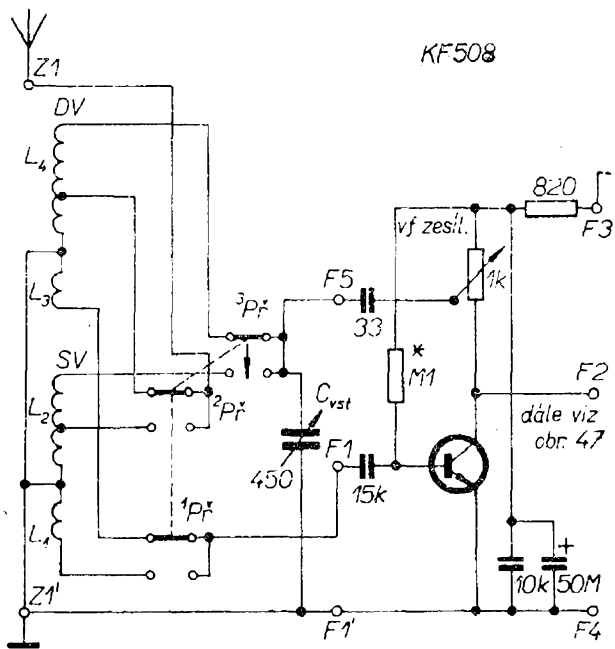 KF508
Z1
DV
L4
L3
SV
L2
L1
Z1'
³Př
²Př
¹Př
F5
33
Cvst
450
F1
15k
F1'
vf zesil.
* M1
1k
820
F3
F2
dále viz
obr. 47
10k
50M
+
F4